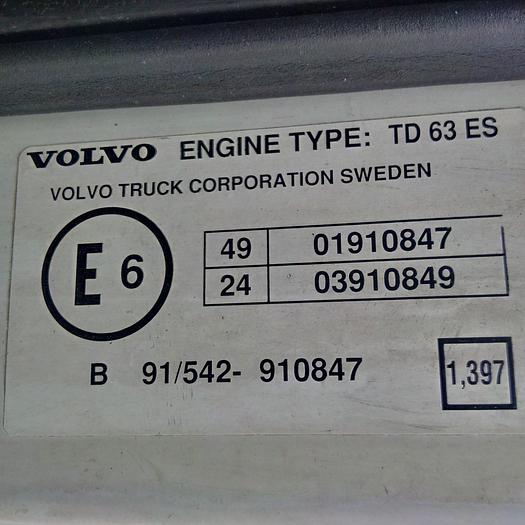 VOLVO ENGINE TYPE: TD 63 ES
VOLVO TRUCK CORPORATION SWEDEN
E 6
49 01910847
24 03910849
B 91/542- 910847
1,397